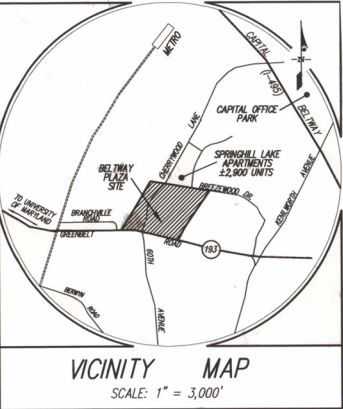 METRO
CAPITAL
(I-495)
BELTWAY
N
CAPITAL OFFICE
PARK
CHERRYWOOD LANE
SPRINGHILL LAKE
APARTMENTS
±2,900 UNITS
BELTWAY
PLAZA
SITE
BREEZEWOOD DR
KENILWORTH AVENUE
TO UNIVERSITY
OF MARYLAND
BRANCHVILLE
ROAD
GREENBELT ROAD
193
60TH AVENUE
BERWYN ROAD
VICINITY MAP
SCALE: 1" = 3,000'